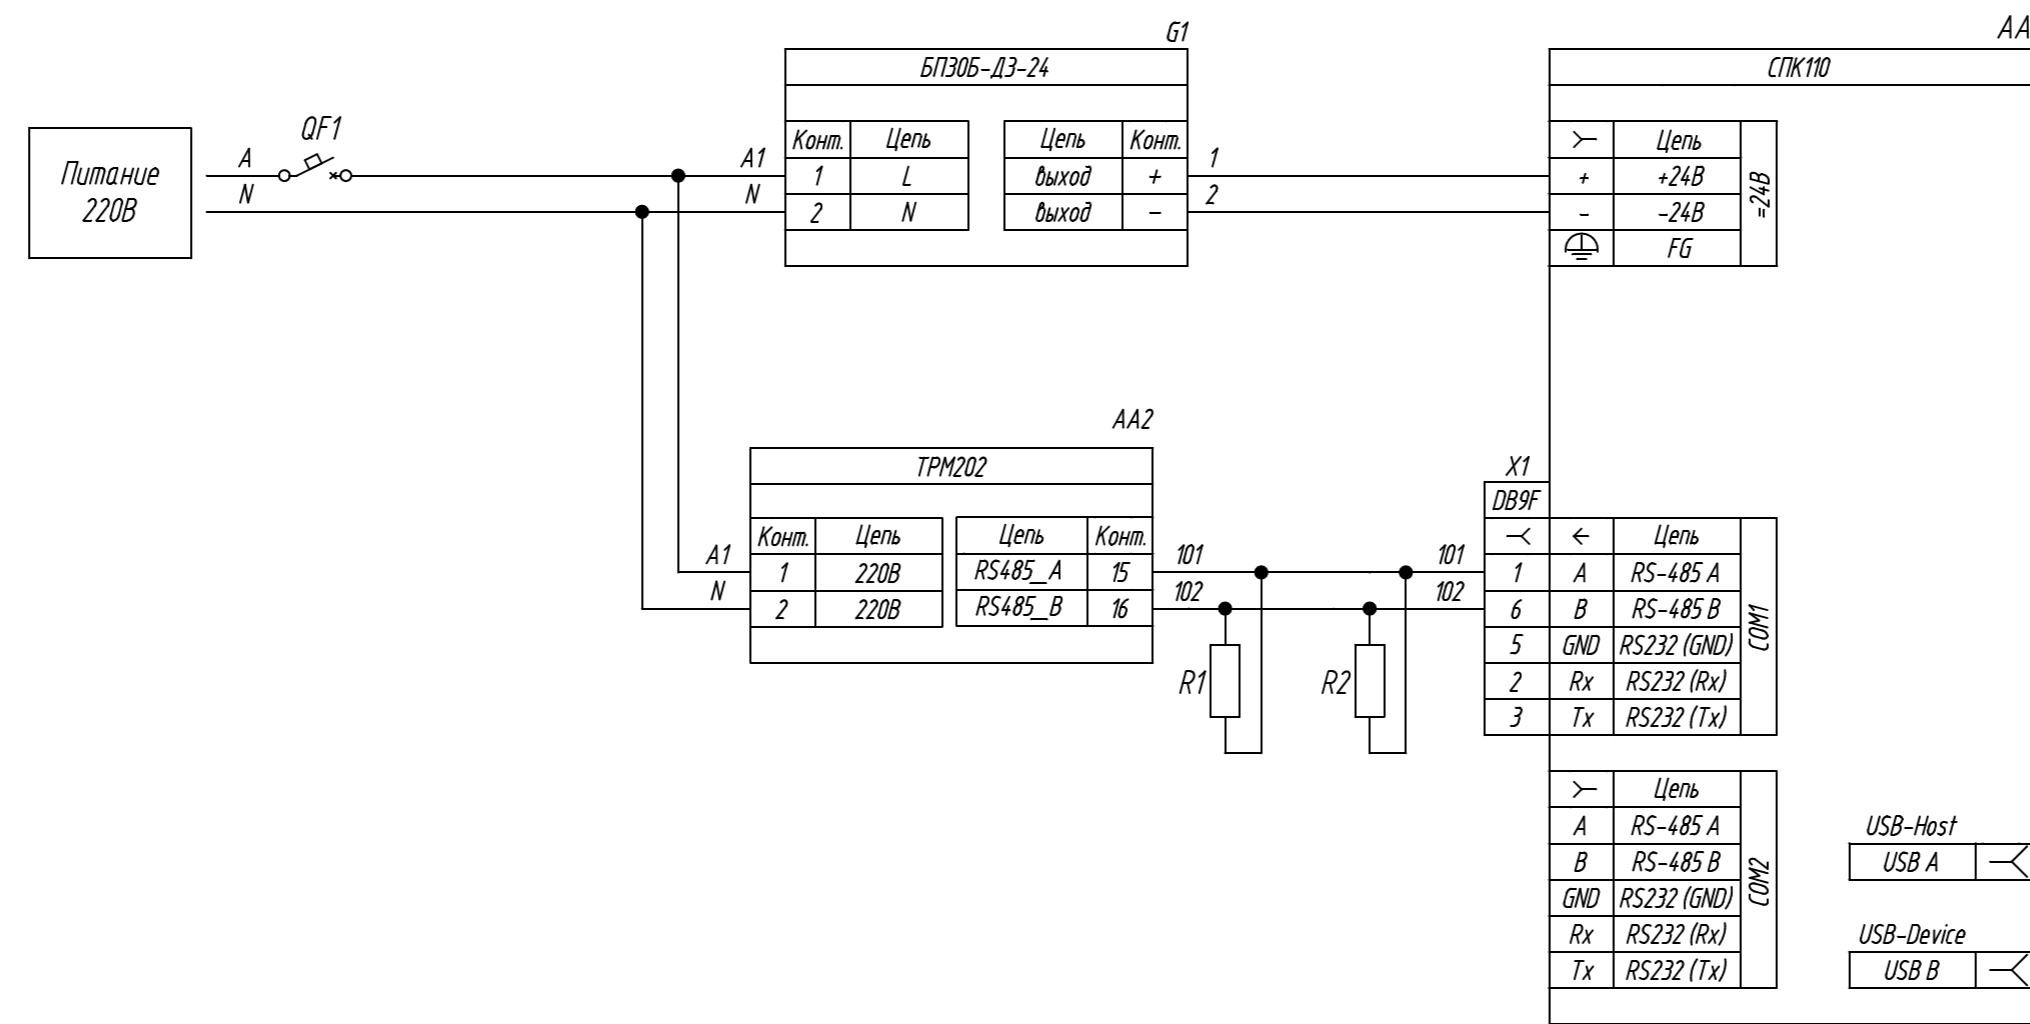 G1
AA
БП30Б-Д3-24
СПК110
QF1
Питание
220В
A
N
A1
N
Конт. Цепь
1 L
2 N
Цепь Конт.
выход +
выход −
1
2
Цепь
+ +24В
- -24В
FG
=24В
AA2
ТРМ202
A1
N
Конт. Цепь
1 220В
2 220В
Цепь Конт.
RS485_A 15
RS485_B 16
101
102
101
102
R1
R2
X1
DB9F
Цепь
1 A RS-485 A
6 B RS-485 B
5 GND RS232 (GND)
2 Rx RS232 (Rx)
3 Tx RS232 (Tx)
COM1
Цепь
A RS-485 A
B RS-485 B
GND RS232 (GND)
Rx RS232 (Rx)
Tx RS232 (Tx)
COM2
USB-Host
USB A
USB-Device
USB B